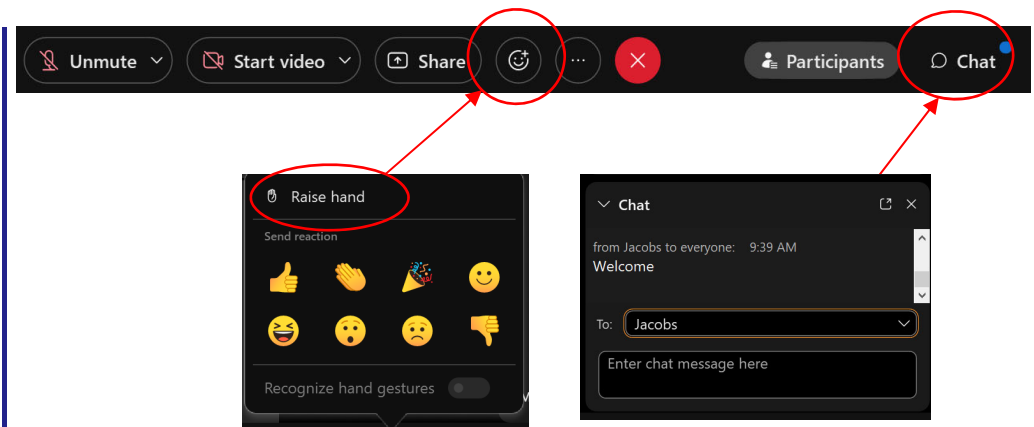 Unmute
Start video
Share
Participants
Chat
Raise hand
Send reaction
Recognize hand gestures
Chat
from Jacobs to everyone: 9:39 AM
Welcome
To: Jacobs
Enter chat message here